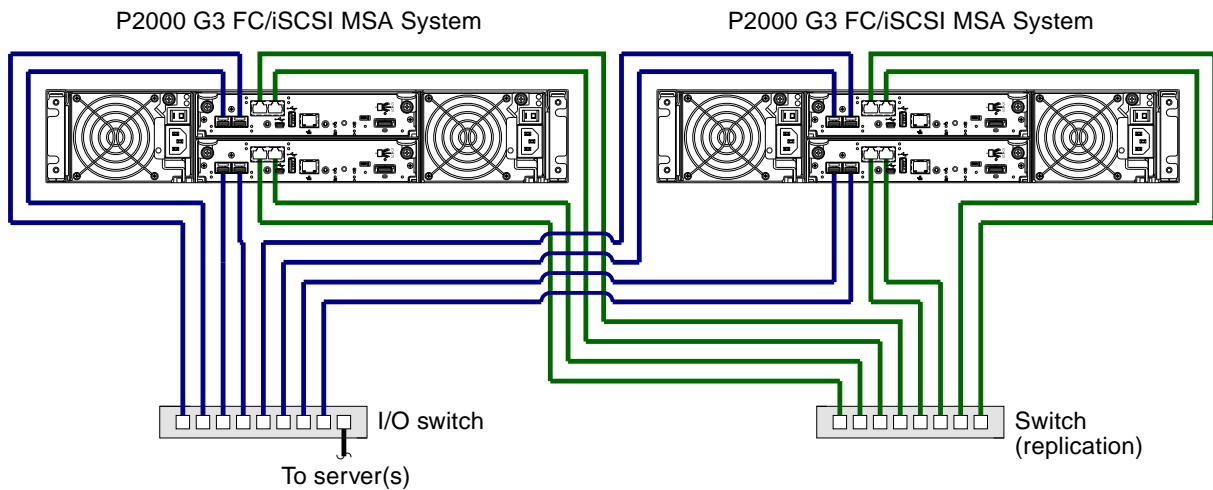 P2000 G3 FC/iSCSI MSA System
P2000 G3 FC/iSCSI MSA System
I/O switch
To server(s)
Switch
(replication)